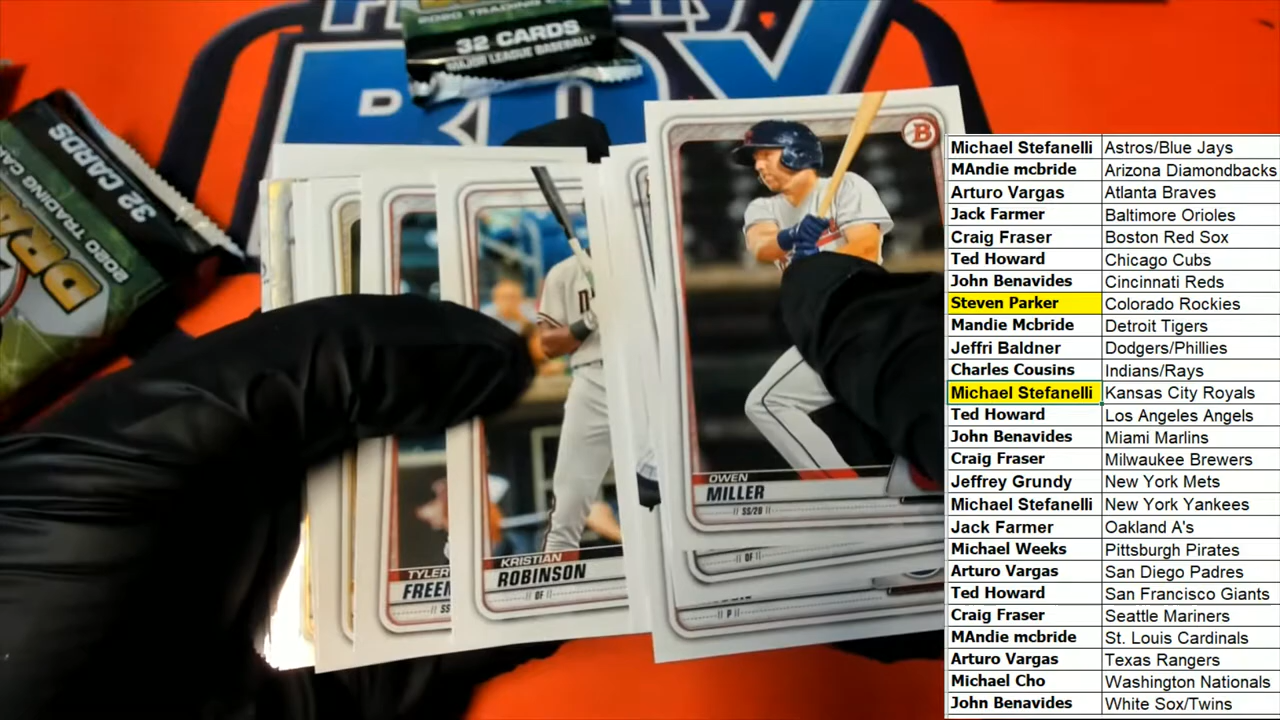 2020 TRADING
32 CARDS
MAJOR LEAGUE BASEBALL
32 CARDS
2020 TRADING
B
OWEN
MILLER
SS/2B
OF
P
KRISTIAN
ROBINSON
OF
TYLER
FREEM
SS
Michael Stefanelli Astros/Blue Jays
MAndie mcbride Arizona Diamondbacks
Arturo Vargas Atlanta Braves
Jack Farmer Baltimore Orioles
Craig Fraser Boston Red Sox
Ted Howard Chicago Cubs
John Benavides Cincinnati Reds
Steven Parker Colorado Rockies
Mandie Mcbride Detroit Tigers
Jeffri Baldner Dodgers/Phillies
Charles Cousins Indians/Rays
Michael Stefanelli Kansas City Royals
Ted Howard Los Angeles Angels
John Benavides Miami Marlins
Craig Fraser Milwaukee Brewers
Jeffrey Grundy New York Mets
Michael Stefanelli New York Yankees
Jack Farmer Oakland A's
Michael Weeks Pittsburgh Pirates
Arturo Vargas San Diego Padres
Ted Howard San Francisco Giants
Craig Fraser Seattle Mariners
MAndie mcbride St. Louis Cardinals
Arturo Vargas Texas Rangers
Michael Cho Washington Nationals
John Benavides White Sox/Twins